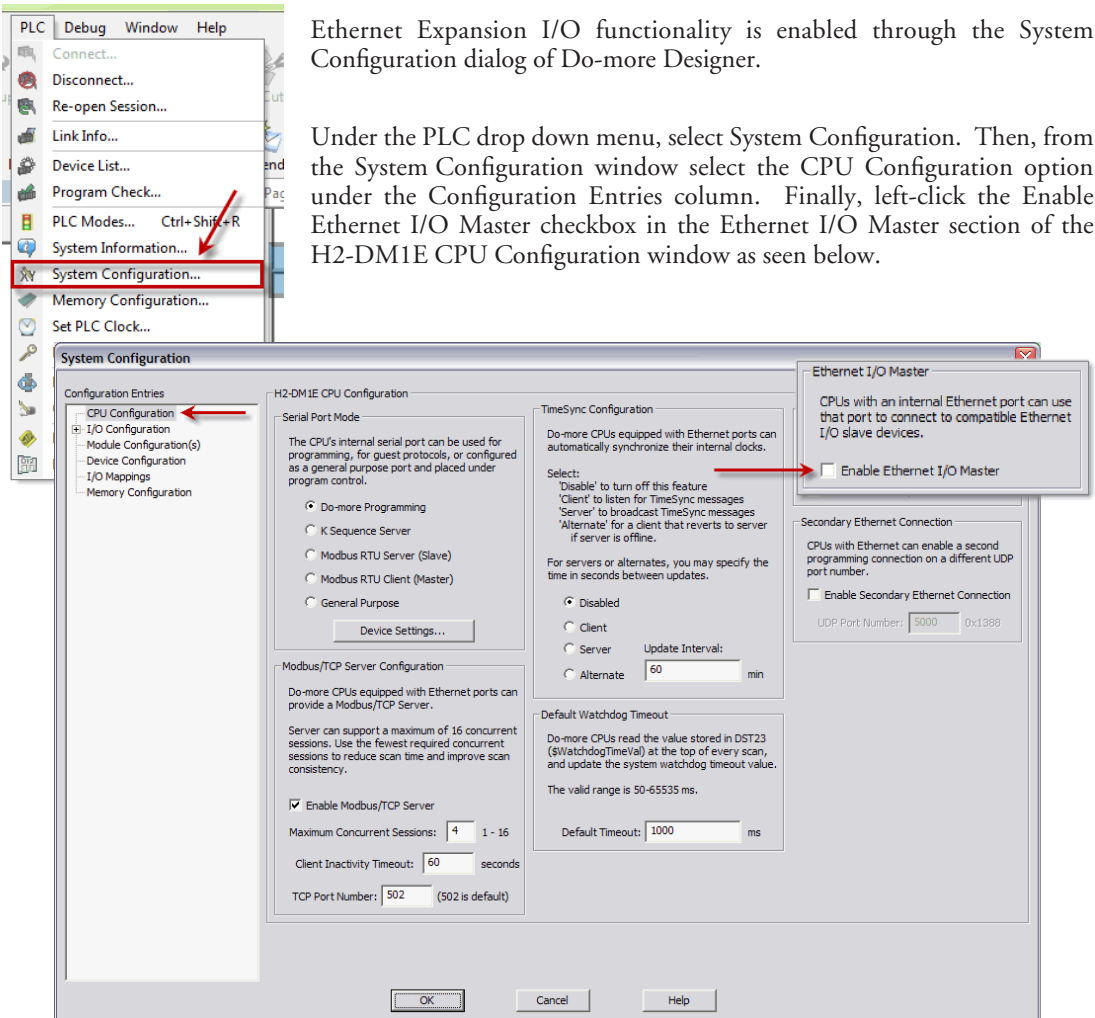 PLC Debug Window Help
Connect...
Disconnect...
Re-open Session...
Link Info...
Device List...
Program Check...
PLC Modes... Ctrl+Shift+R
System Information...
System Configuration...
Memory Configuration...
Set PLC Clock...
Ethernet Expansion I/O functionality is enabled through the System
Configuration dialog of Do-more Designer.
Under the PLC drop down menu, select System Configuration. Then, from
the System Configuration window select the CPU Configuration option
under the Configuration Entries column. Finally, left-click the Enable
Ethernet I/O Master checkbox in the Ethernet I/O Master section of the
H2-DM1E CPU Configuration window as seen below.
System Configuration
Configuration Entries
CPU Configuration
I/O Configuration
Module Configuration(s)
Device Configuration
I/O Mappings
Memory Configuration
H2-DM1E CPU Configuration
Serial Port Mode
The CPU's internal serial port can be used for
programming, for guest protocols, or configured
as a general purpose port and placed under
program control.
Do-more Programming
K Sequence Server
Modbus RTU Server (Slave)
Modbus RTU Client (Master)
General Purpose
Device Settings...
Modbus/TCP Server Configuration
Do-more CPUs equipped with Ethernet ports can
provide a Modbus/TCP Server.
Server can support a maximum of 16 concurrent
sessions. Use the fewest required concurrent
sessions to reduce scan time and improve scan
consistency.
Enable Modbus/TCP Server
Maximum Concurrent Sessions: 4 1 - 16
Client Inactivity Timeout: 60 seconds
TCP Port Number: 502 (502 is default)
TimeSync Configuration
Do-more CPUs equipped with Ethernet ports can
automatically synchronize their internal clocks.
Select:
'Disable' to turn off this feature
'Client' to listen for TimeSync messages
'Server' to broadcast TimeSync messages
'Alternate' for a client that reverts to server
if server is offline.
For servers or alternates, you may specify the
time in seconds between updates.
Disabled
Client
Server Update Interval:
Alternate 60 min
Default Watchdog Timeout
Do-more CPUs read the value stored in DST23
($WatchdogTimeVal) at the top of every scan,
and update the system watchdog timeout value.
The valid range is 50-65535 ms.
Default Timeout: 1000 ms
Ethernet I/O Master
CPUs with an internal Ethernet port can use
that port to connect to compatible Ethernet
I/O slave devices.
Enable Ethernet I/O Master
Secondary Ethernet Connection
CPUs with Ethernet can enable a second
programming connection on a different UDP
port number.
Enable Secondary Ethernet Connection
UDP Port Number: 5000 0x1388
OK Cancel Help